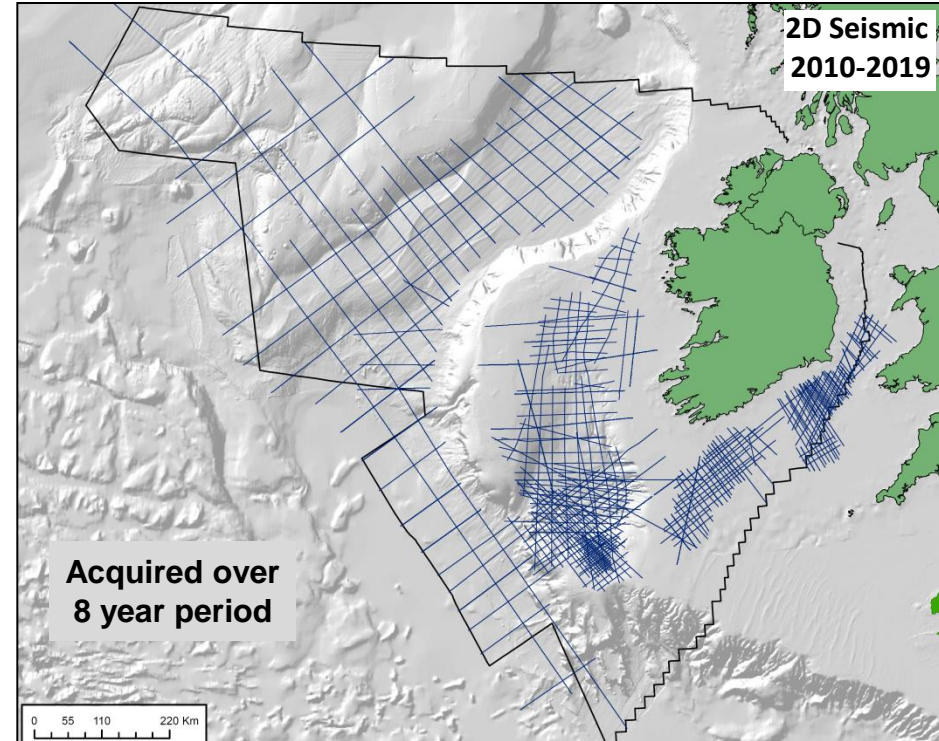 2D Seismic
2010-2019
Acquired over
8 year period
0 55 110 220 Km